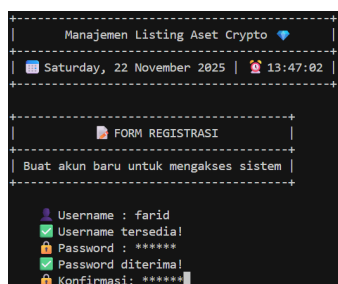 Manajemen Listing Aset Crypto 💎
📅 Saturday, 22 November 2025 | ⏰ 13:47:02
📝 FORM REGISTRASI
Buat akun baru untuk mengakses sistem
👤 Username : farid
✅ Username tersedia!
🔒 Password : ******
✅ Password diterima!
🔒 Konfirmasi: ******